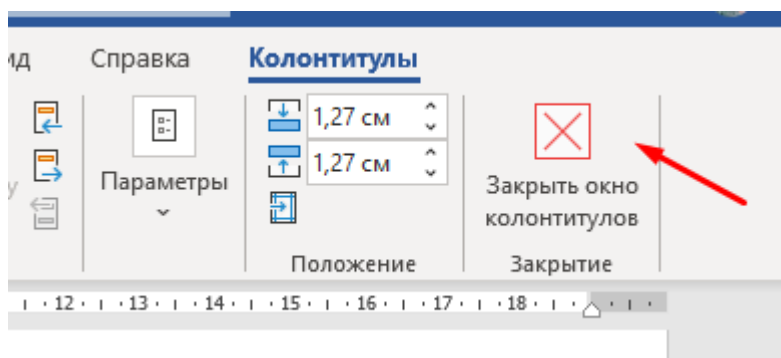 Справка Колонтитулы
1,27 см
1,27 см
Параметры
Закрыть окно
колонтитулов
Положение Закрытие
12 13 14 15 16 17 18